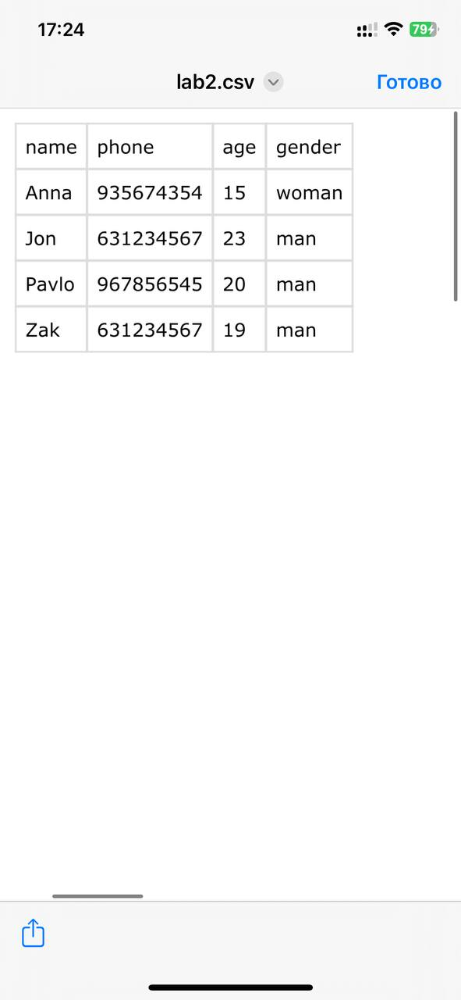 17:24
79
lab2.csv
Готово
name phone age gender
Anna 935674354 15 woman
Jon 631234567 23 man
Pavlo 967856545 20 man
Zak 631234567 19 man